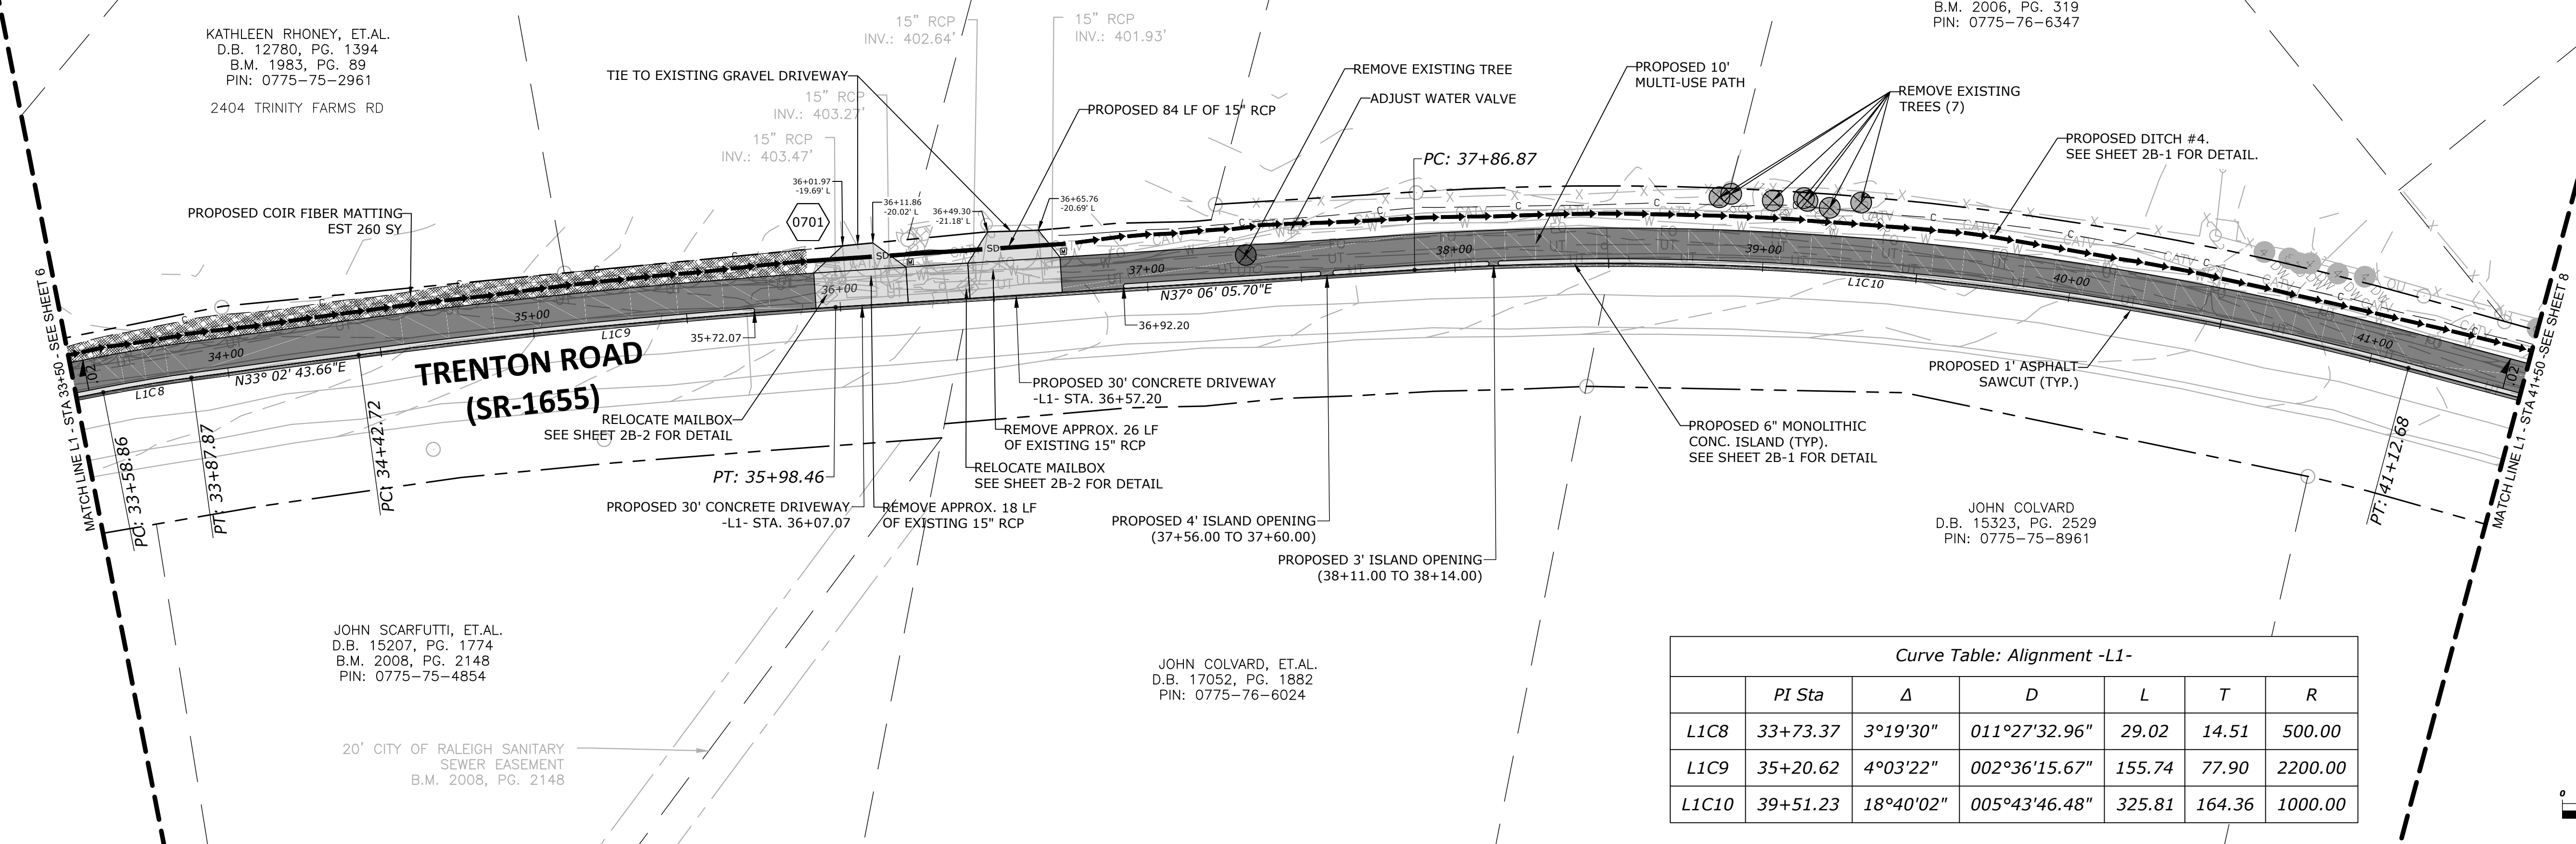 KATHLEEN RHONEY, ET.AL.
D.B. 12780, PG. 1394
B.M. 1983, PG. 89
PIN: 0775-75-2961
2404 TRINITY FARMS RD
15" RCP
INV.: 402.64'
15" RCP
INV.: 401.93'
15" RCP
INV.: 403.27'
15" RCP
INV.: 403.47'
B.M. 2006, PG. 319
PIN: 0775-76-6347
TIE TO EXISTING GRAVEL DRIVEWAY
PROPOSED 84 LF OF 15" RCP
REMOVE EXISTING TREE
ADJUST WATER VALVE
PROPOSED 10'
MULTI-USE PATH
REMOVE EXISTING
TREES (7)
PROPOSED DITCH #4.
SEE SHEET 2B-1 FOR DETAIL.
PC: 37+86.87
PROPOSED COIR FIBER MATTING
EST 260 SY
0701
36+01.97
-19.69' L
36+11.86
-20.02' L
36+49.30
-21.18' L
36+65.76
-20.69' L
SD
SD
34+00
35+00
36+00
37+00
38+00
39+00
40+00
41+00
L1C8
N33° 02' 43.66"E
L1C9
35+72.07
36+92.20
N37° 06' 05.70"E
L1C10
.02
.02
MATCH LINE L1 - STA 33+50 - SEE SHEET 6
MATCH LINE L1 - STA 41+50 -SEE SHEET 8
TRENTON ROAD
(SR-1655)
PC: 33+58.86
PT: 33+87.87
PC: 34+42.72
PT: 35+98.46
PT: 41+12.68
RELOCATE MAILBOX
SEE SHEET 2B-2 FOR DETAIL
PROPOSED 30' CONCRETE DRIVEWAY
-L1- STA. 36+07.07
REMOVE APPROX. 18 LF
OF EXISTING 15" RCP
PROPOSED 30' CONCRETE DRIVEWAY
-L1- STA. 36+57.20
REMOVE APPROX. 26 LF
OF EXISTING 15" RCP
RELOCATE MAILBOX
SEE SHEET 2B-2 FOR DETAIL
PROPOSED 4' ISLAND OPENING
(37+56.00 TO 37+60.00)
PROPOSED 3' ISLAND OPENING
(38+11.00 TO 38+14.00)
PROPOSED 6" MONOLITHIC
CONC. ISLAND (TYP).
SEE SHEET 2B-1 FOR DETAIL
PROPOSED 1' ASPHALT
SAWCUT (TYP.)
JOHN COLVARD
D.B. 15323, PG. 2529
PIN: 0775-75-8961
JOHN SCARFUTTI, ET.AL.
D.B. 15207, PG. 1774
B.M. 2008, PG. 2148
PIN: 0775-75-4854
JOHN COLVARD, ET.AL.
D.B. 17052, PG. 1882
PIN: 0775-76-6024
20' CITY OF RALEIGH SANITARY
SEWER EASEMENT
B.M. 2008, PG. 2148
Curve Table: Alignment -L1-
PI Sta Δ D L T R
L1C8 33+73.37 3°19'30" 011°27'32.96" 29.02 14.51 500.00
L1C9 35+20.62 4°03'22" 002°36'15.67" 155.74 77.90 2200.00
L1C10 39+51.23 18°40'02" 005°43'46.48" 325.81 164.36 1000.00
0